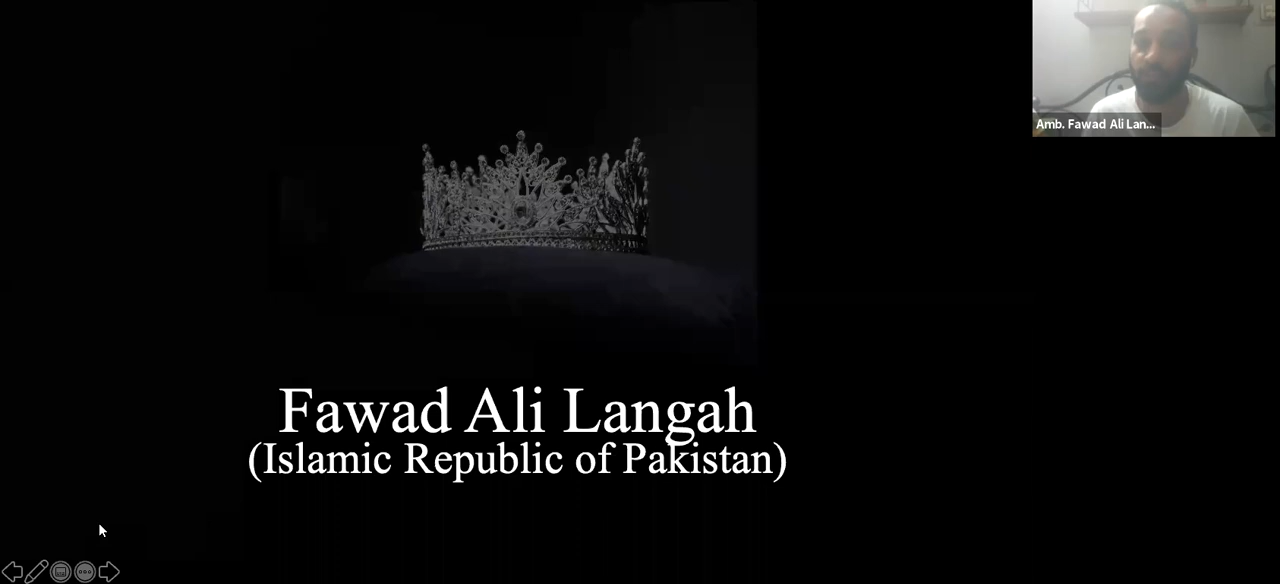 Amb. Fawad Ali Lan...
Fawad Ali Langah
(Islamic Republic of Pakistan)